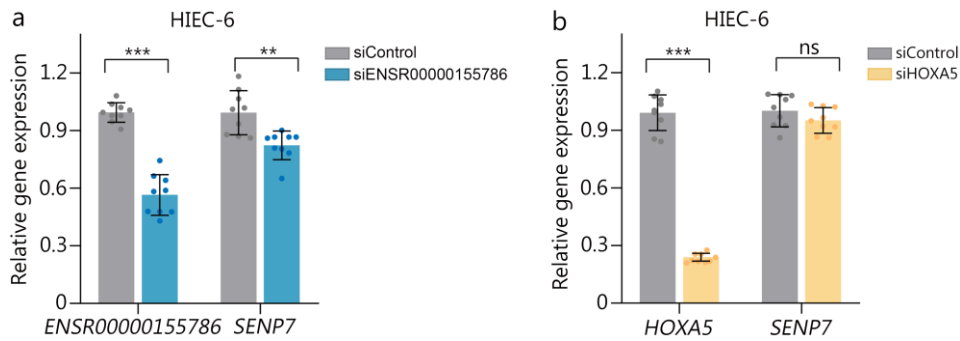 a
HIEC-6
Relative gene expression
1.2
0.9
0.6
0.3
0
***
**
siControl
siENSR00000155786
ENSR00000155786
SENP7
b
HIEC-6
Relative gene expression
1.2
0.9
0.6
0.3
0
***
ns
siControl
siHOXA5
HOXA5
SENP7